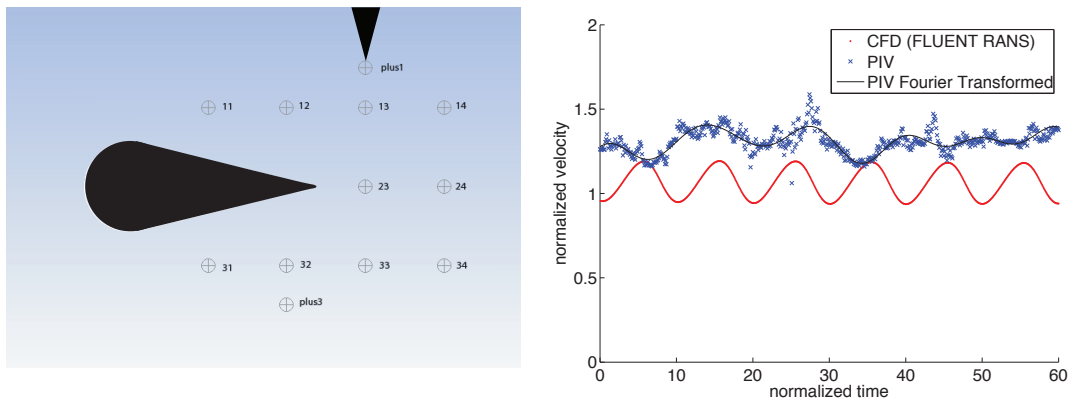 plus1
11
12
13
14
23
24
31
32
33
34
plus3
2
1.5
1
0.5
0
normalized velocity
CFD (FLUENT RANS)
PIV
PIV Fourier Transformed
0 10 20 30 40 50 60
normalized time